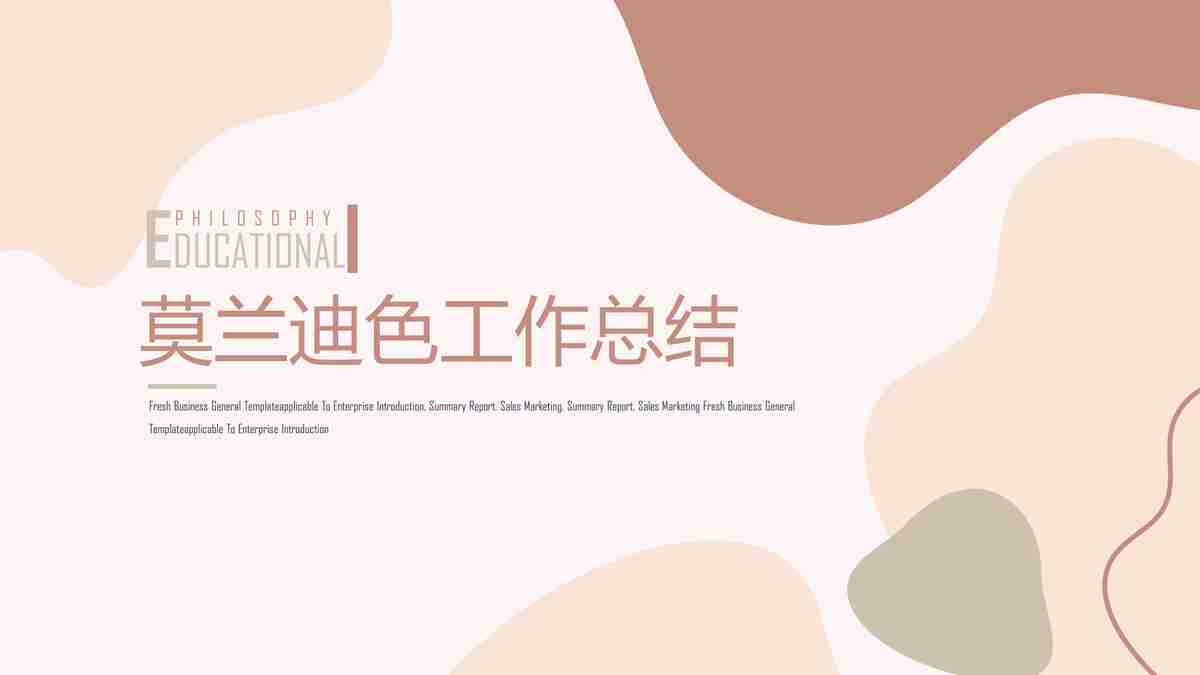 PHILOSOPHY
EDUCATIONAL
莫兰迪色工作总结
Fresh Business General Templateapplicable To Enterprise Introduction, Summary Report, Sales Marketing, Summary Report, Sales Marketing Fresh Business General
Templateapplicable To Enterprise Introduction